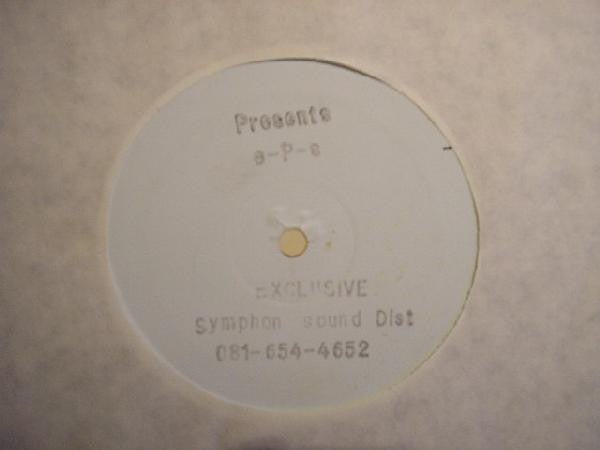 Presents
s-P-s
EXCLUSIVE
Symphon sound Dist
081-654-4652